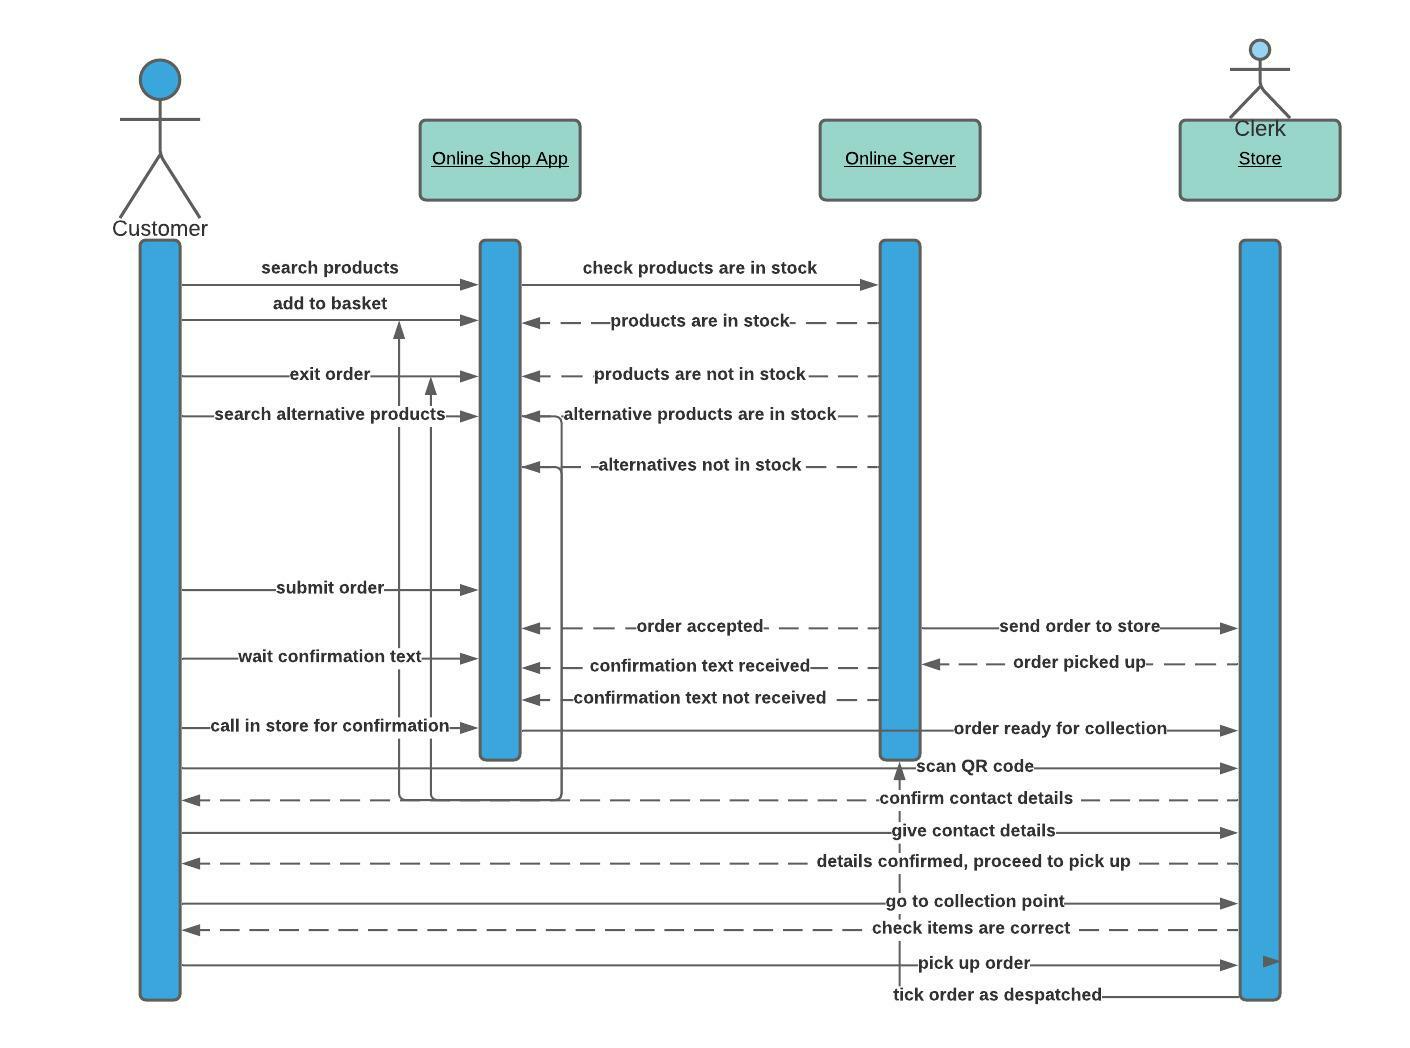 Clerk
Online Shop App
Online Server
Store
Customer
search products
check products are in stock
add to basket
products are in stock
exit order
products are not in stock
search alternative products
alternative products are in stock
alternatives not in stock
submit order
order accepted
send order to store
wait confirmation text
confirmation text received
order picked up
confirmation text not received
call in store for confirmation
order ready for collection
scan QR code
confirm contact details
give contact details
details confirmed, proceed to pick up
go to collection point
check items are correct
pick up order
tick order as despatched